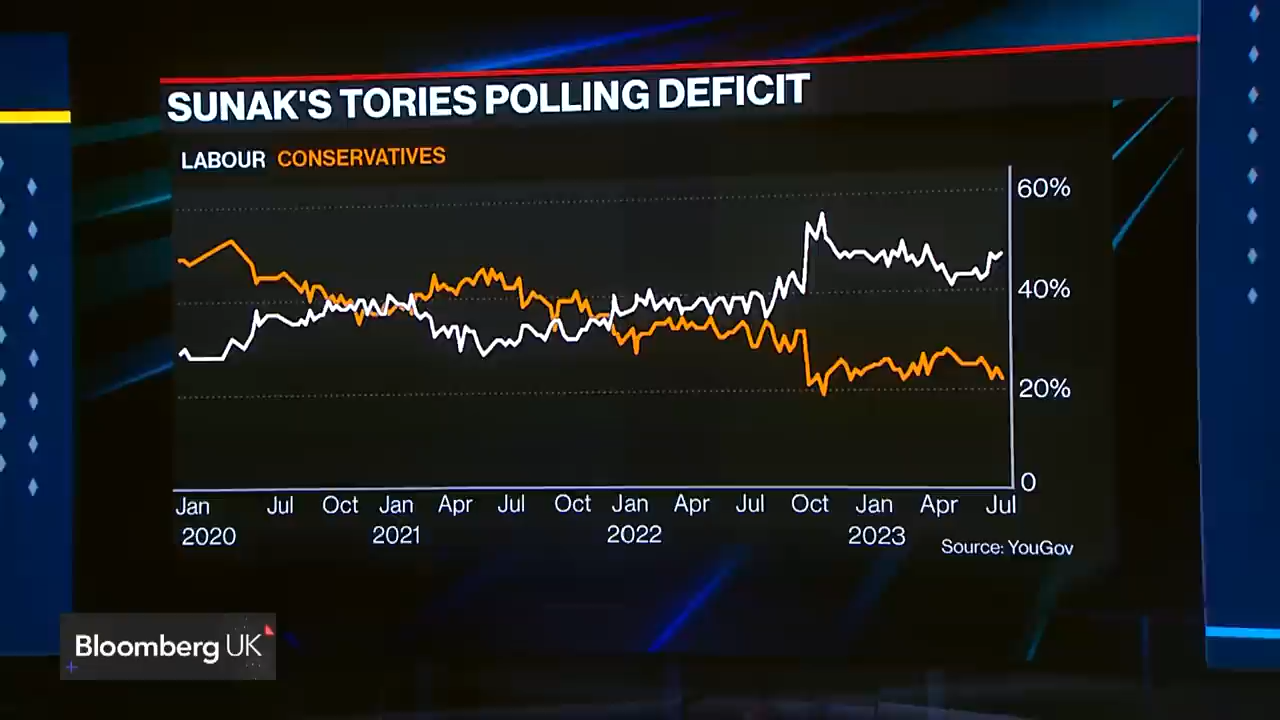 SUNAK'S TORIES POLLING DEFICIT
LABOUR CONSERVATIVES
60%
40%
20%
0
Jan Jul Oct Jan Apr Jul Oct Jan Apr Jul Oct Jan Apr Jul
2020 2021 2022 2023
Source: YouGov
Bloomberg UK